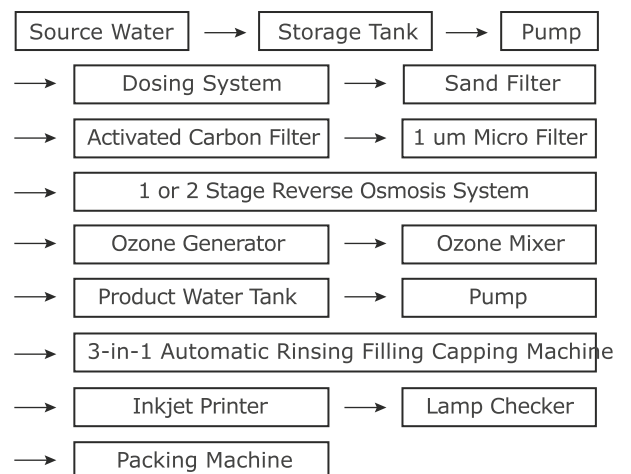 Source Water Storage Tank Pump
Dosing System Sand Filter
Activated Carbon Filter 1 um Micro Filter
1 or 2 Stage Reverse Osmosis System
Ozone Generator Ozone Mixer
Product Water Tank Pump
3-in-1 Automatic Rinsing Filling Capping Machine
Inkjet Printer Lamp Checker
Packing Machine